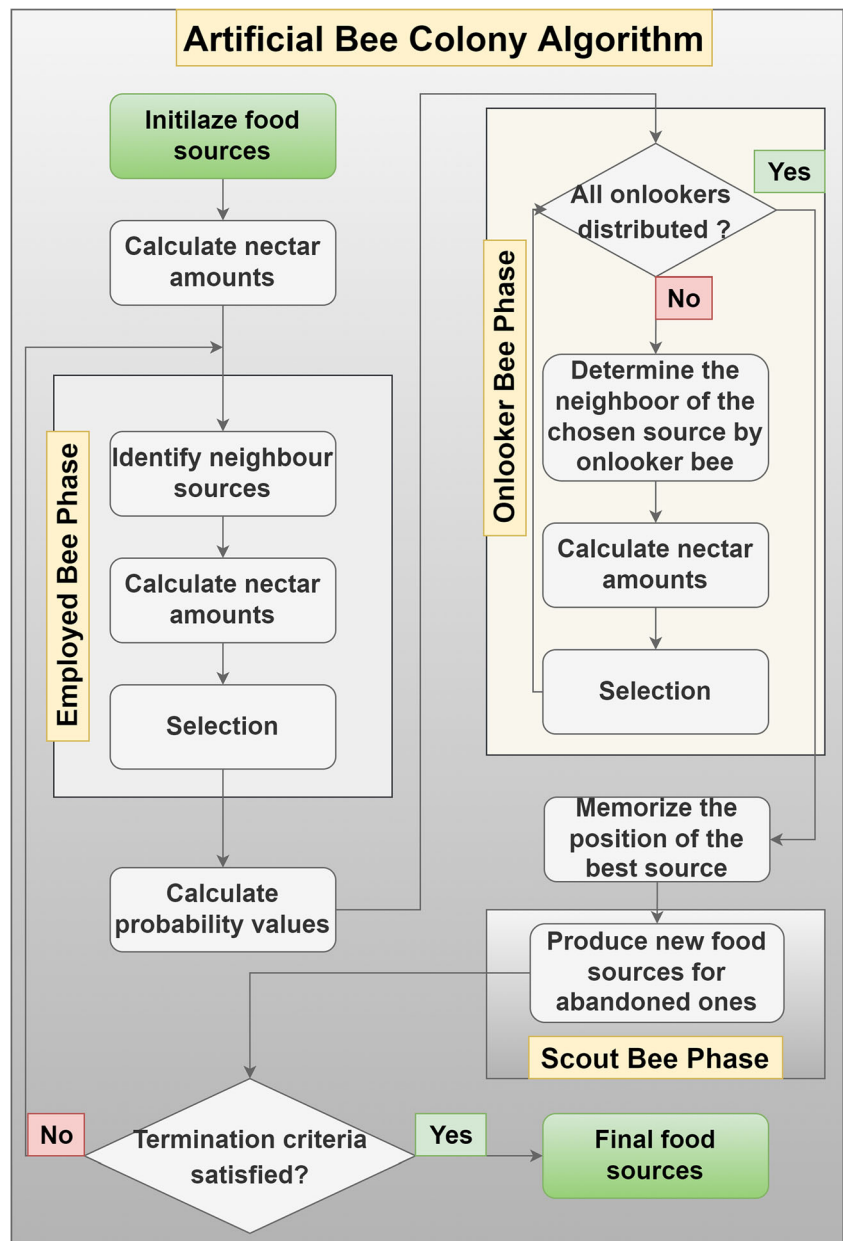 Artificial Bee Colony Algorithm
Initilaze food
sources
Calculate nectar
amounts
Employed Bee Phase
Identify neighbour
sources
Calculate nectar
amounts
Selection
Calculate
probability values
Onlooker Bee Phase
All onlookers
distributed ?
Yes
No
Determine the
neighboor of the
chosen source by
onlooker bee
Calculate nectar
amounts
Selection
Memorize the
position of the
best source
Produce new food
sources for
abandoned ones
Scout Bee Phase
Termination criteria
satisfied?
No
Yes
Final food
sources